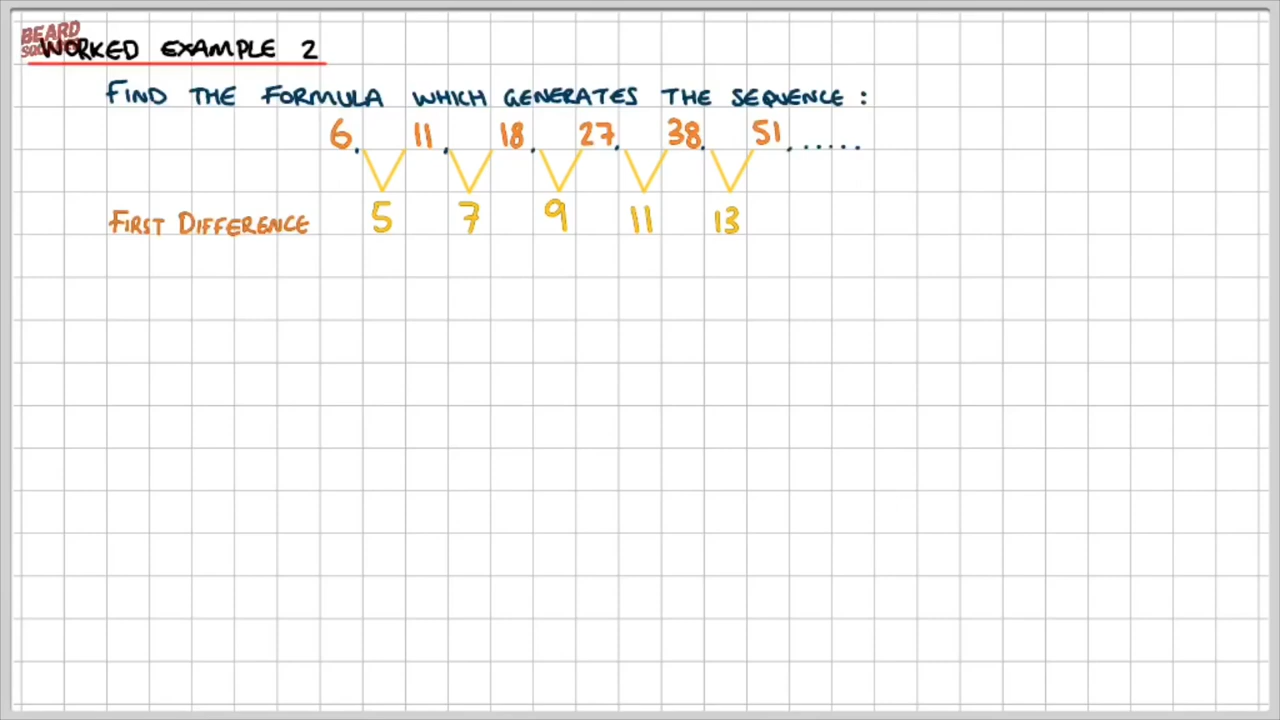 BEARD
WORKED EXAMPLE 2
FIND THE FORMULA WHICH GENERATES THE SEQUENCE :
6, 11, 18, 27, 38, 51, .....
FIRST DIFFERENCE 5 7 9 11 13